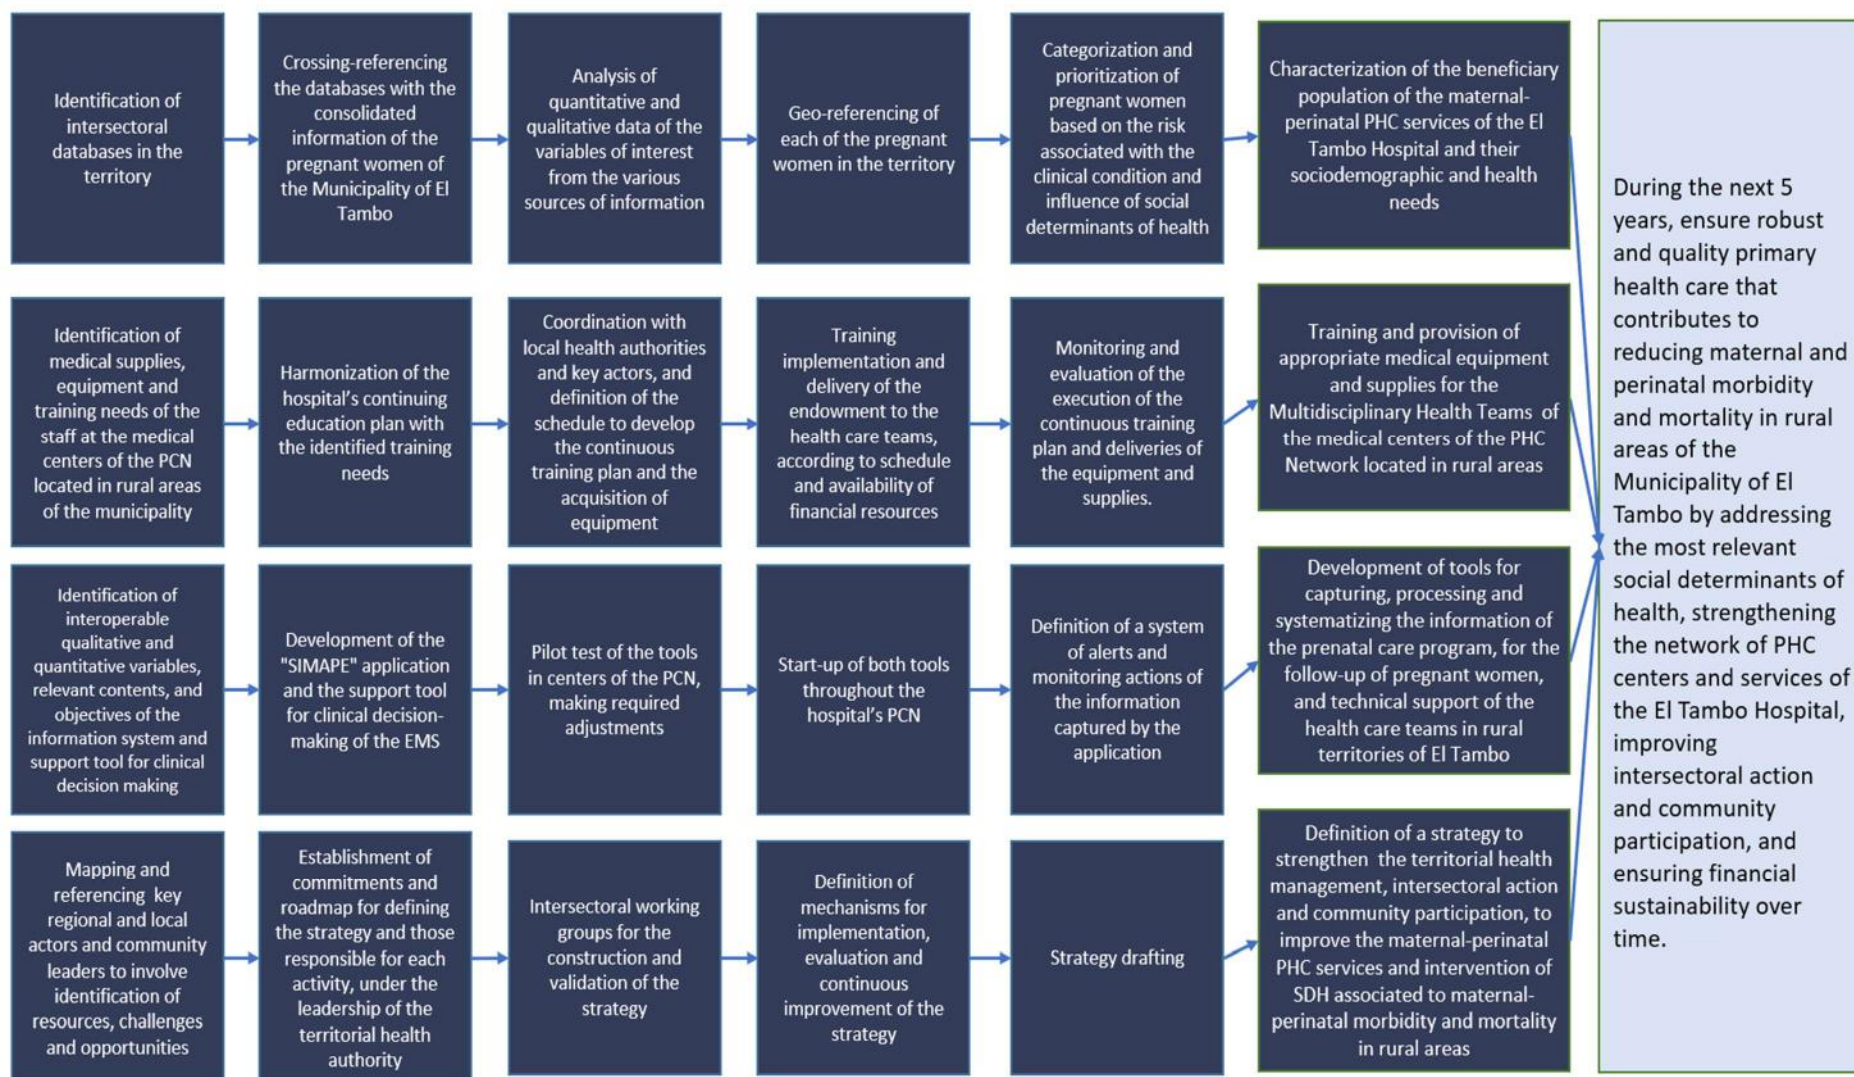 Identification of
intersectoral
databases in the
territory
Crossing-referencing
the databases with the
consolidated
information of the
pregnant women of
the Municipality of El
Tambo
Analysis of
quantitative and
qualitative data of the
variables of interest
from the various
sources of information
Geo-referencing of
each of the pregnant
women in the territory
Categorization and
prioritization of
pregnant women
based on the risk
associated with the
clinical condition and
influence of social
determinants of health
Characterization of the beneficiary
population of the maternal-
perinatal PHC services of the El
Tambo Hospital and their
sociodemographic and health
needs
Identification of
medical supplies,
equipment and
training needs of the
staff at the medical
centers of the PCN
located in rural areas
of the municipality
Harmonization of the
hospital's continuing
education plan with
the identified training
needs
Coordination with
local health authorities
and key actors, and
definition of the
schedule to develop
the continuous
training plan and the
acquisition of
equipment
Training
implementation and
delivery of the
endowment to the
health care teams,
according to schedule
and availability of
financial resources
Monitoring and
evaluation of the
execution of the
continuous training
plan and deliveries of
the equipment and
supplies.
Training and provision of
appropriate medical equipment
and supplies for the
Multidisciplinary Health Teams of
the medical centers of the PHC
Network located in rural areas
Identification of
interoperable
qualitative and
quantitative variables,
relevant contents, and
objectives of the
information system and
support tool for clinical
decision making
Development of the
"SIMAPE" application
and the support tool
for clinical decision-
making of the EMS
Pilot test of the tools
in centers of the PCN,
making required
adjustments
Start-up of both tools
throughout the
hospital's PCN
Definition of a system
of alerts and
monitoring actions of
the information
captured by the
application
Development of tools for
capturing, processing and
systematizing the information of
the prenatal care program, for the
follow-up of pregnant women,
and technical support of the
health care teams in rural
territories of El Tambo
Mapping and
referencing key
regional and local
actors and community
leaders to involve
identification of
resources, challenges
and opportunities
Establishment of
commitments and
roadmap for defining
the strategy and those
responsible for each
activity, under the
leadership of the
territorial health
authority
Intersectoral working
groups for the
construction and
validation of the
strategy
Definition of
mechanisms for
implementation,
evaluation and
continuous
improvement of the
strategy
Strategy drafting
Definition of a strategy to
strengthen the territorial health
management, intersectoral action
and community participation, to
improve the maternal-perinatal
PHC services and intervention of
SDH associated to maternal-
perinatal morbidity and mortality
in rural areas
During the next 5
years, ensure robust
and quality primary
health care that
contributes to
reducing maternal and
perinatal morbidity
and mortality in rural
areas of the
Municipality of El
Tambo by addressing
the most relevant
social determinants of
health, strengthening
the network of PHC
centers and services of
the El Tambo Hospital,
improving
intersectoral action
and community
participation, and
ensuring financial
sustainability over
time.